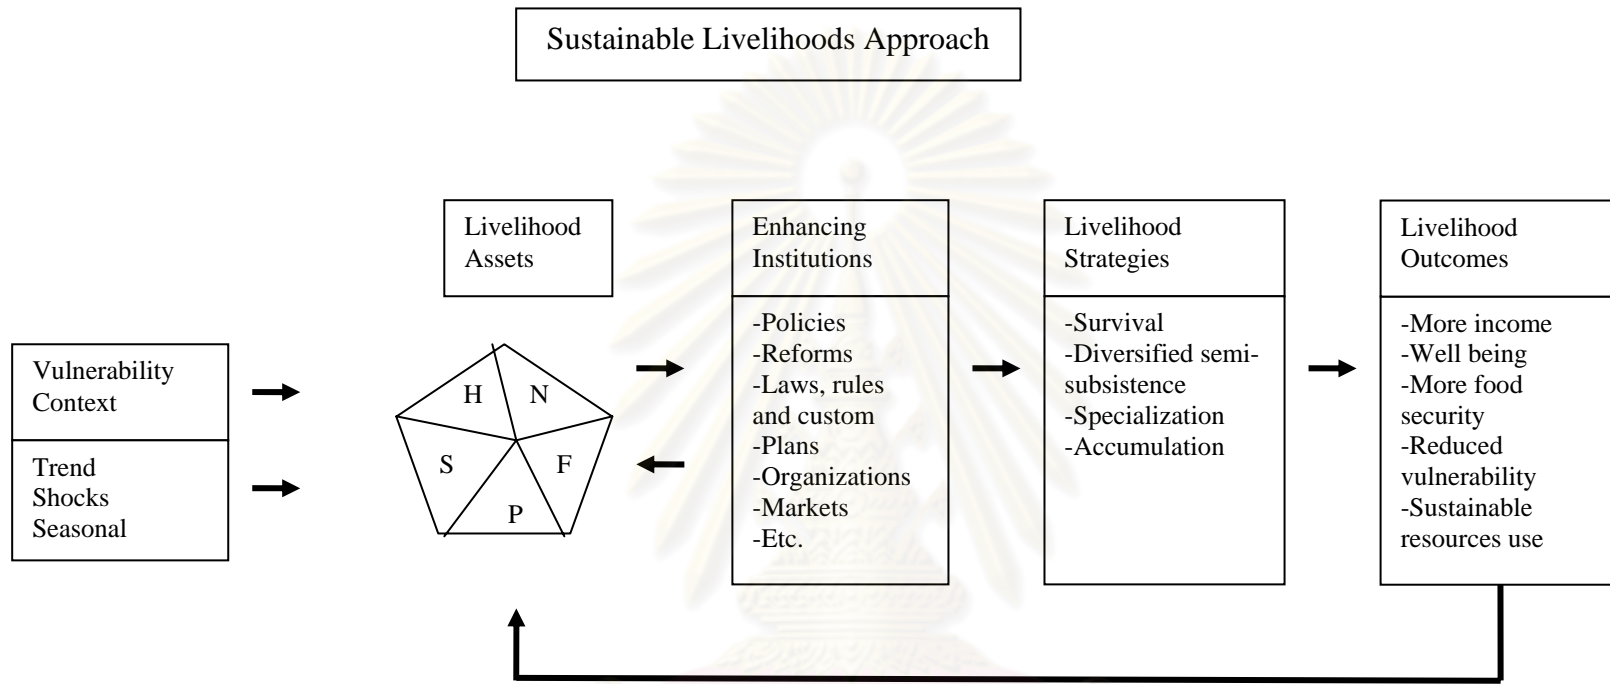 Sustainable Livelihoods Approach
Vulnerability
Context
Trend
Shocks
Seasonal
Livelihood
Assets
H
N
S
F
P
Enhancing
Institutions
-Policies
-Reforms
-Laws, rules
and custom
-Plans
-Organizations
-Markets
-Etc.
Livelihood
Strategies
-Survival
-Diversified semi-
subsistence
-Specialization
-Accumulation
Livelihood
Outcomes
-More income
-Well being
-More food
security
-Reduced
vulnerability
-Sustainable
resources use